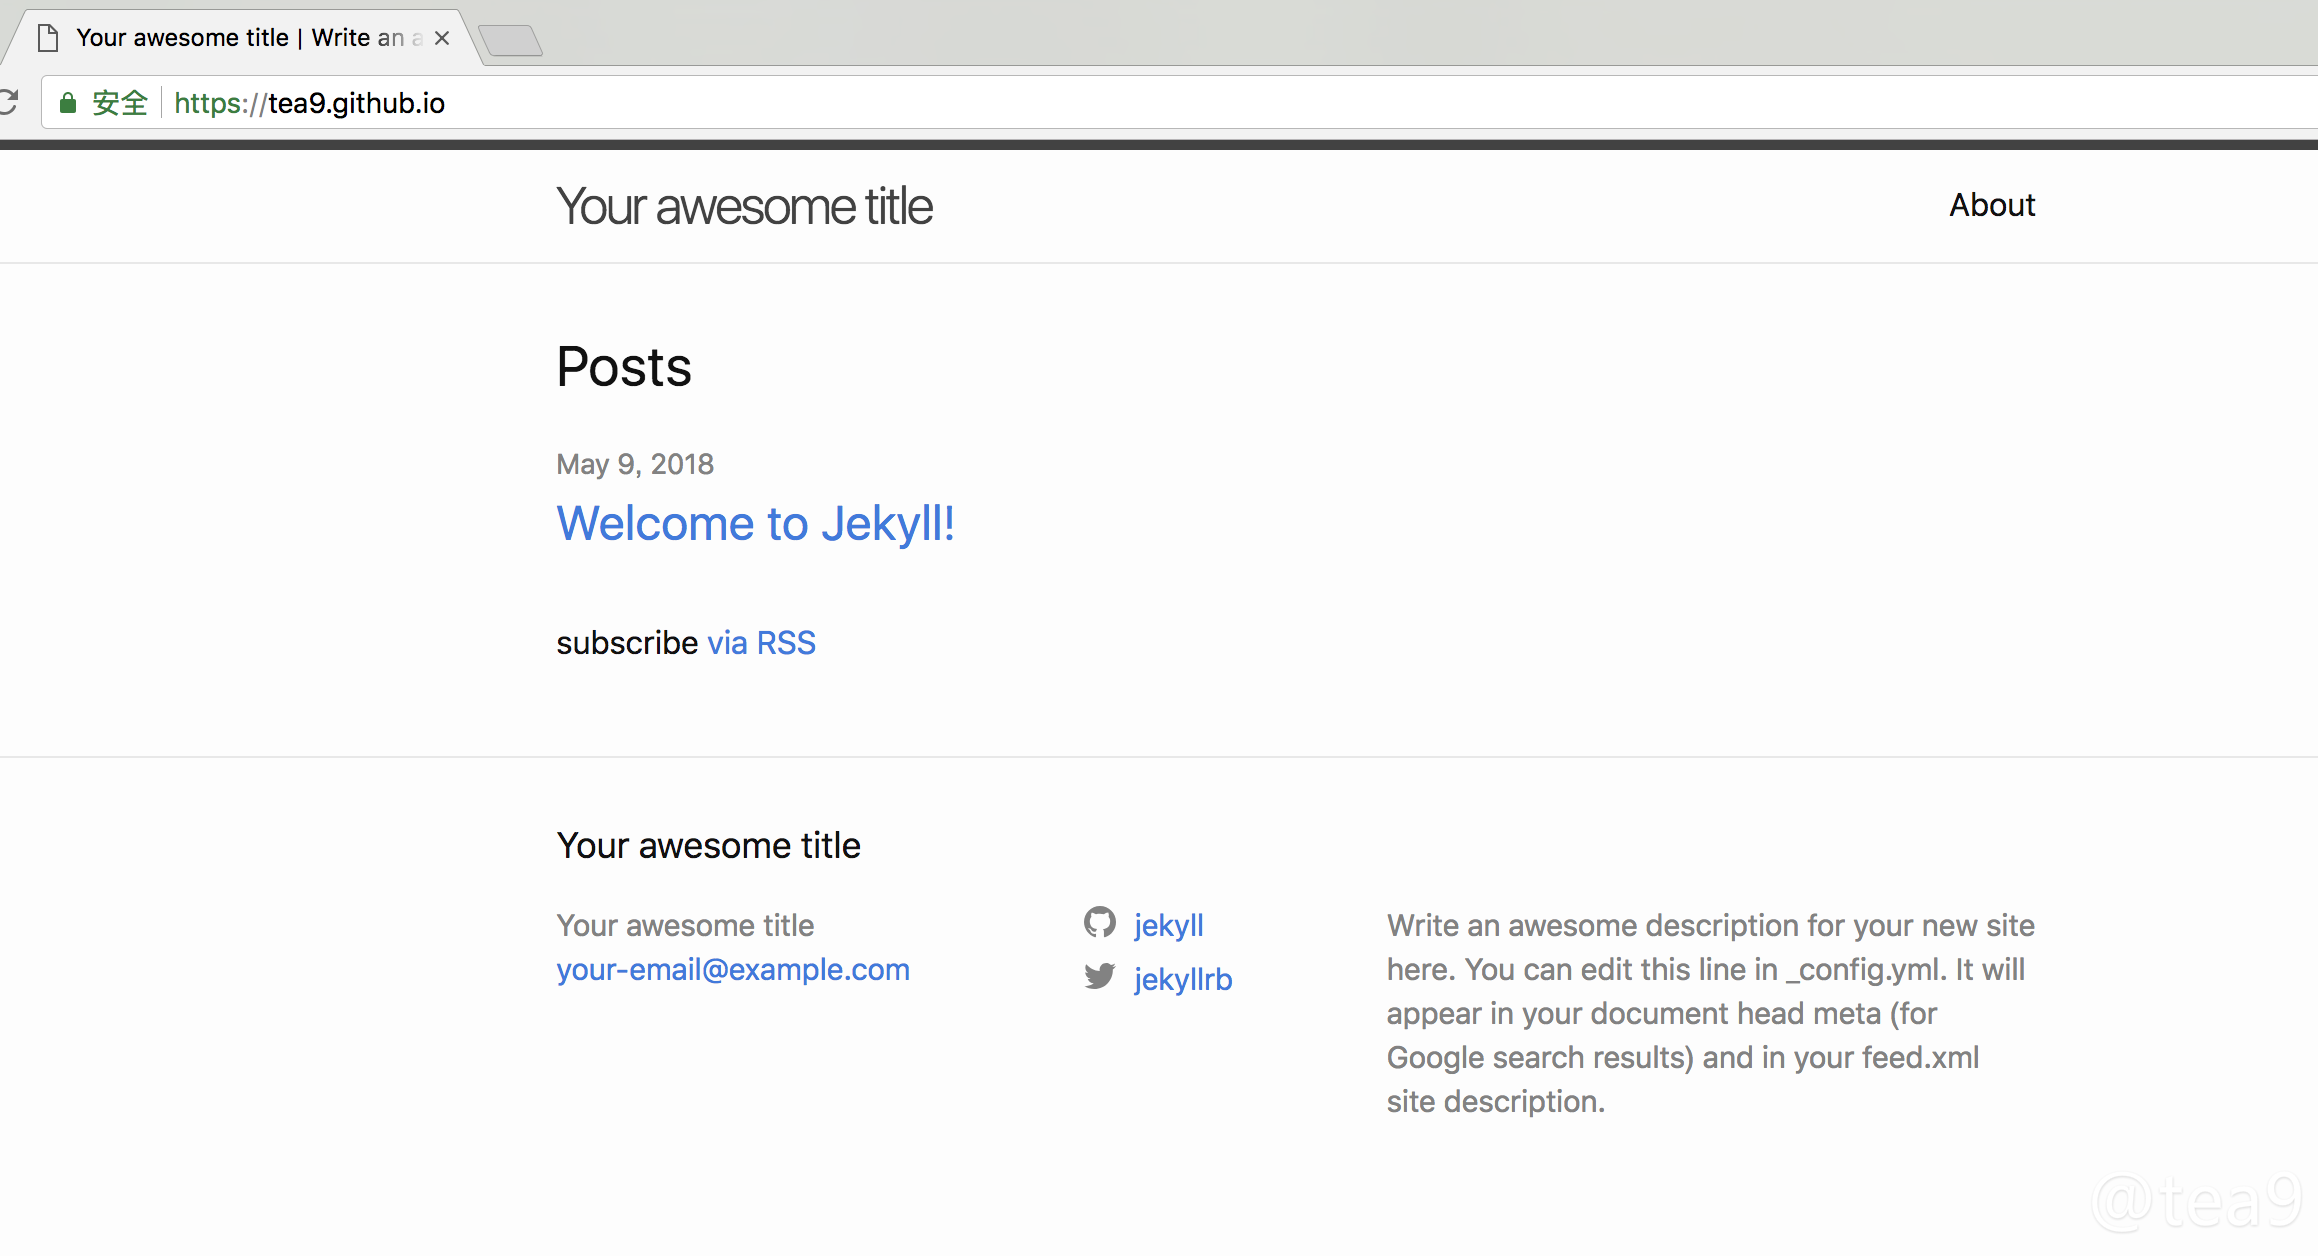 Your awesome title | Write an a
安全 https://tea9.github.io
Your awesome title
About
Posts
May 9, 2018
Welcome to Jekyll!
subscribe via RSS
Your awesome title
Your awesome title
your-email@example.com
jekyll
jekyllrb
Write an awesome description for your new site
here. You can edit this line in _config.yml. It will
appear in your document head meta (for
Google search results) and in your feed.xml
site description.
@tea9